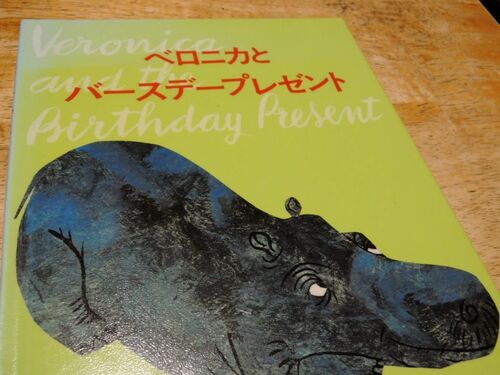 Veronica
ベロニカと
and the
バースデープレゼント
Birthday Present